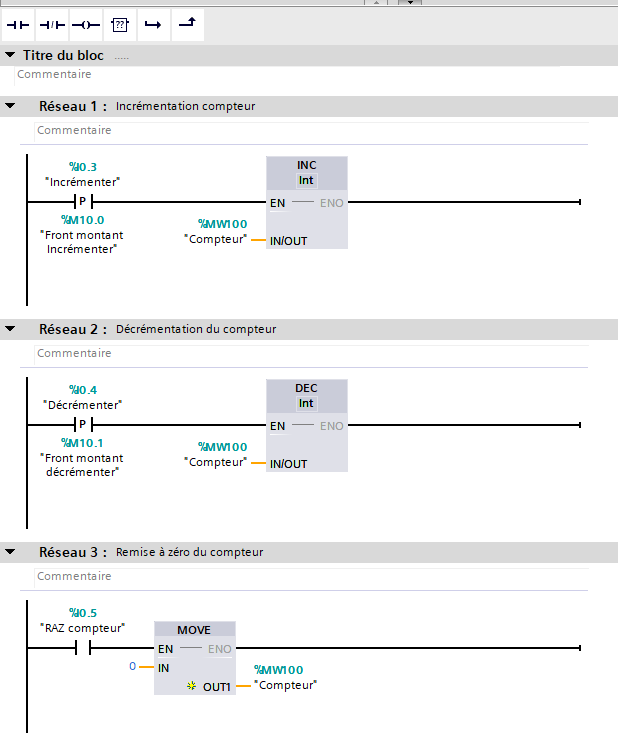 ??
Titre du bloc .....
Commentaire
Réseau 1 : Incrémentation compteur
Commentaire
%I0.3
"Incrémenter"
P
%M10.0
"Front montant
Incrémenter"
INC
Int
EN ENO
%MW100
"Compteur" IN/OUT
Réseau 2 : Décrémentation du compteur
Commentaire
%I0.4
"Décrémenter"
P
%M10.1
"Front montant
décrémenter"
DEC
Int
EN ENO
%MW100
"Compteur" IN/OUT
Réseau 3 : Remise à zéro du compteur
Commentaire
%I0.5
"RAZ compteur"
MOVE
EN ENO
0 IN
OUT1
%MW100
"Compteur"